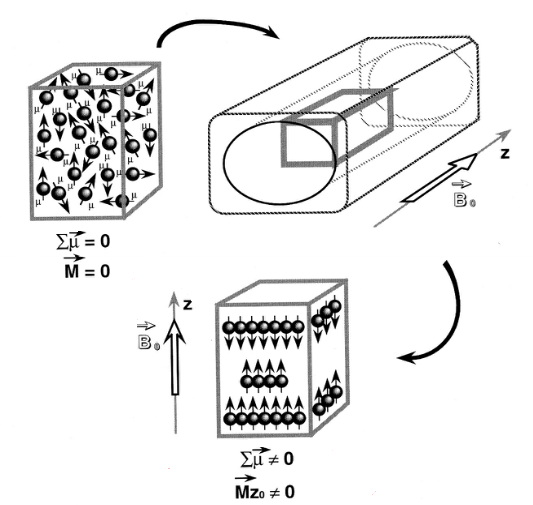 μ μ μ μ μ μ μ μ μ μ μ μ μ μ μ μ
Σμ⃗ = 0
M⃗ = 0
z
B⃗₀
z
B⃗₀
Σμ⃗ ≠ 0
M⃗z₀ ≠ 0